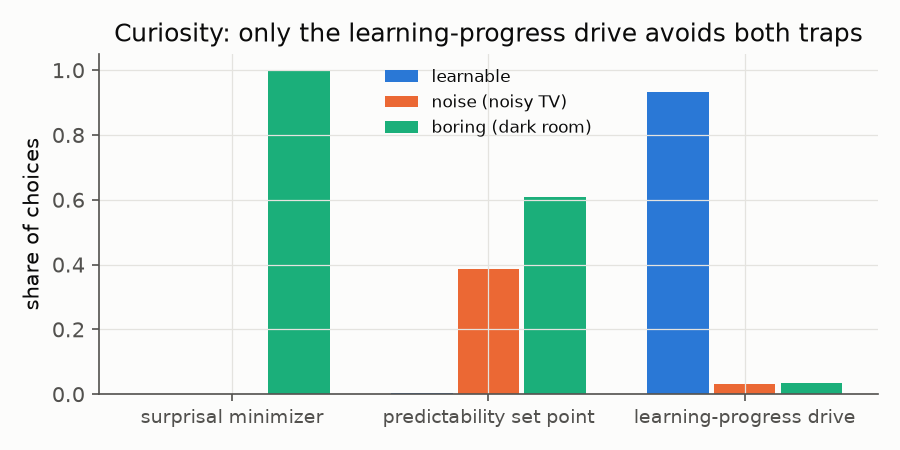 Curiosity: only the learning-progress drive avoids both traps
learnable
noise (noisy TV)
boring (dark room)
share of choices
1.0
0.8
0.6
0.4
0.2
0.0
surprisal minimizer
predictability set point
learning-progress drive